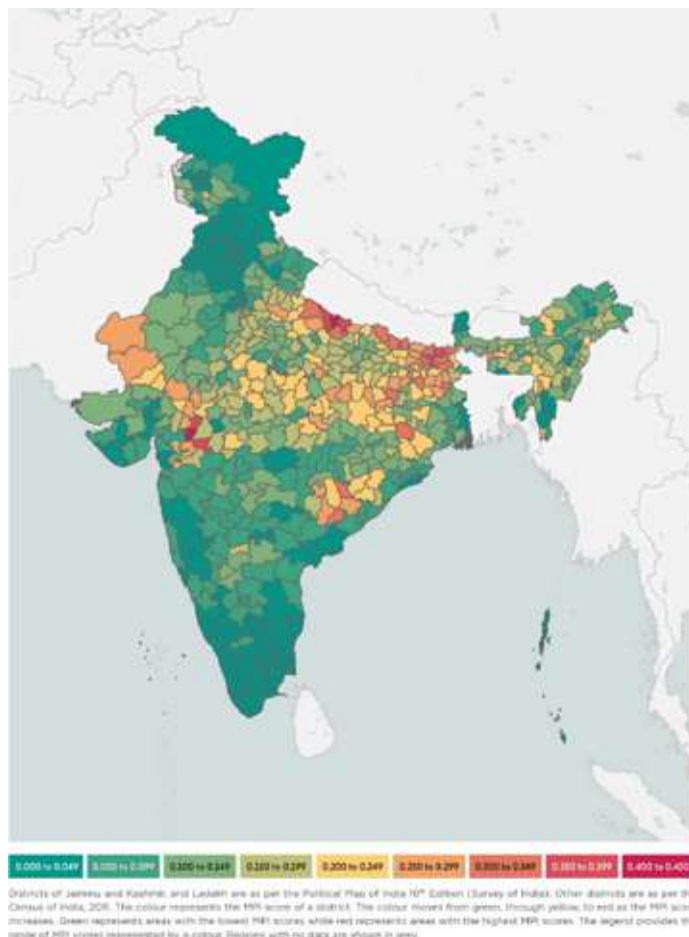 0.000 to 0.049 0.050 to 0.099 0.100 to 0.149 0.150 to 0.199 0.200 to 0.249 0.250 to 0.299 0.300 to 0.349 0.350 to 0.399 0.400 to 0.450
Districts of Jammu and Kashmir and Ladakh are as per the Political Map of India 10th Edition (Survey of India). Other districts are as per th
Census of India, 2011. The colour represents the MPI score of a district. The colour moves from green, through yellow, to red as the MPI scor
increases. Green represents areas with the lowest MPI scores while red represents areas with the highest MPI scores. The legend provides th
range of MPI scores represented by a colour. Regions with no data are shown in grey.